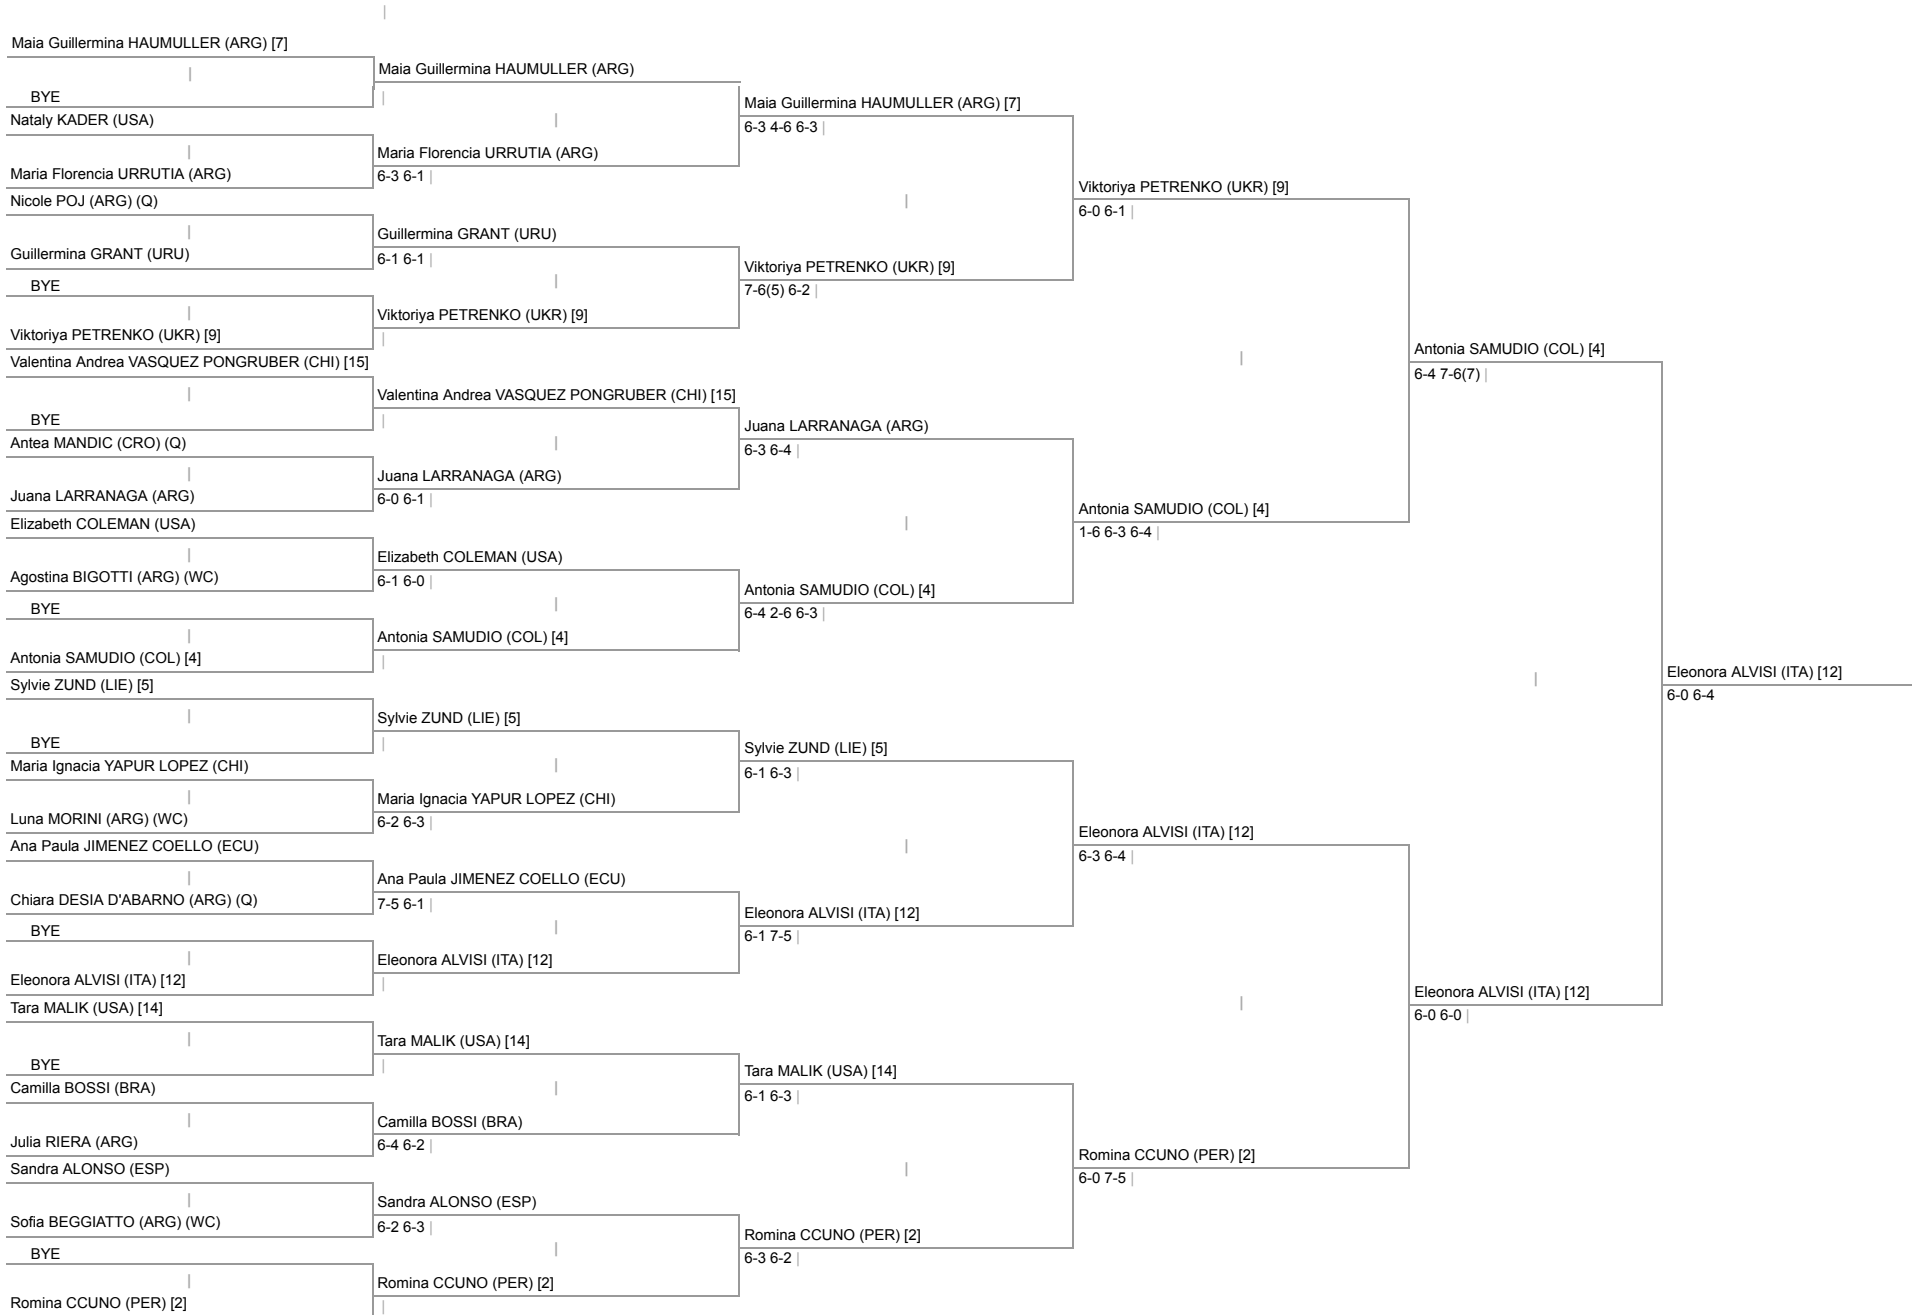 Maia Guillermina HAUMULLER (ARG) [7]
BYE
Nataly KADER (USA)
Maria Florencia URRUTIA (ARG)
Nicole POJ (ARG) (Q)
Guillermina GRANT (URU)
BYE
Viktoriya PETRENKO (UKR) [9]
Valentina Andrea VASQUEZ PONGRUBER (CHI) [15]
BYE
Antea MANDIC (CRO) (Q)
Juana LARRANAGA (ARG)
Elizabeth COLEMAN (USA)
Agostina BIGOTTI (ARG) (WC)
BYE
Antonia SAMUDIO (COL) [4]
Sylvie ZUND (LIE) [5]
BYE
Maria Ignacia YAPUR LOPEZ (CHI)
Luna MORINI (ARG) (WC)
Ana Paula JIMENEZ COELLO (ECU)
Chiara DESIA D'ABARNO (ARG) (Q)
BYE
Eleonora ALVISI (ITA) [12]
Tara MALIK (USA) [14]
BYE
Camilla BOSSI (BRA)
Julia RIERA (ARG)
Sandra ALONSO (ESP)
Sofia BEGGIATTO (ARG) (WC)
BYE
Romina CCUNO (PER) [2]
Maia Guillermina HAUMULLER (ARG)
Maria Florencia URRUTIA (ARG)
6-3 6-1
Guillermina GRANT (URU)
6-1 6-1
Viktoriya PETRENKO (UKR) [9]
Valentina Andrea VASQUEZ PONGRUBER (CHI) [15]
Juana LARRANAGA (ARG)
6-0 6-1
Elizabeth COLEMAN (USA)
6-1 6-0
Antonia SAMUDIO (COL) [4]
Sylvie ZUND (LIE) [5]
Maria Ignacia YAPUR LOPEZ (CHI)
6-2 6-3
Ana Paula JIMENEZ COELLO (ECU)
7-5 6-1
Eleonora ALVISI (ITA) [12]
Tara MALIK (USA) [14]
Camilla BOSSI (BRA)
6-4 6-2
Sandra ALONSO (ESP)
6-2 6-3
Romina CCUNO (PER) [2]
Maia Guillermina HAUMULLER (ARG) [7]
6-3 4-6 6-3
Viktoriya PETRENKO (UKR) [9]
7-6(5) 6-2
Juana LARRANAGA (ARG)
6-3 6-4
Antonia SAMUDIO (COL) [4]
6-4 2-6 6-3
Sylvie ZUND (LIE) [5]
6-1 6-3
Eleonora ALVISI (ITA) [12]
6-1 7-5
Tara MALIK (USA) [14]
6-1 6-3
Romina CCUNO (PER) [2]
6-3 6-2
Viktoriya PETRENKO (UKR) [9]
6-0 6-1
Antonia SAMUDIO (COL) [4]
1-6 6-3 6-4
Eleonora ALVISI (ITA) [12]
6-3 6-4
Romina CCUNO (PER) [2]
6-0 7-5
Antonia SAMUDIO (COL) [4]
6-4 7-6(7)
Eleonora ALVISI (ITA) [12]
6-0 6-0
Eleonora ALVISI (ITA) [12]
6-0 6-4